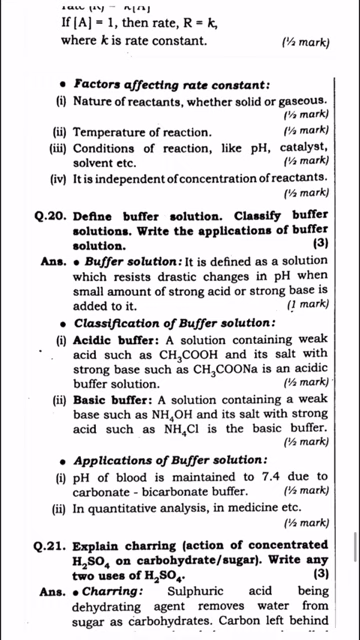 If [A] = 1, then rate, R = k,
where k is rate constant. (½ mark)
• Factors affecting rate constant:
(i) Nature of reactants, whether solid or gaseous.
(½ mark)
(ii) Temperature of reaction. (½ mark)
(iii) Conditions of reaction, like pH, catalyst,
solvent etc. (½ mark)
(iv) It is independent of concentration of reactants.
(½ mark)
Q.20. Define buffer solution. Classify buffer
solutions. Write the applications of buffer
solution. (3)
Ans. • Buffer solution: It is defined as a solution
which resists drastic changes in pH when
small amount of strong acid or strong base is
added to it. (1 mark)
• Classification of Buffer solution:
(i) Acidic buffer: A solution containing weak
acid such as CH₃COOH and its salt with
strong base such as CH₃COONa is an acidic
buffer solution. (½ mark)
(ii) Basic buffer: A solution containing a weak
base such as NH₄OH and its salt with strong
acid such as NH₄Cl is the basic buffer.
(½ mark)
• Applications of Buffer solution:
(i) pH of blood is maintained to 7.4 due to
carbonate - bicarbonate buffer. (½ mark)
(ii) In quantitative analysis, in medicine etc.
(½ mark)
Q.21. Explain charring (action of concentrated
H₂SO₄ on carbohydrate/sugar). Write any
two uses of H₂SO₄. (3)
Ans. • Charring: Sulphuric acid being
dehydrating agent removes water from
sugar as carbohydrates. Carbon left behind